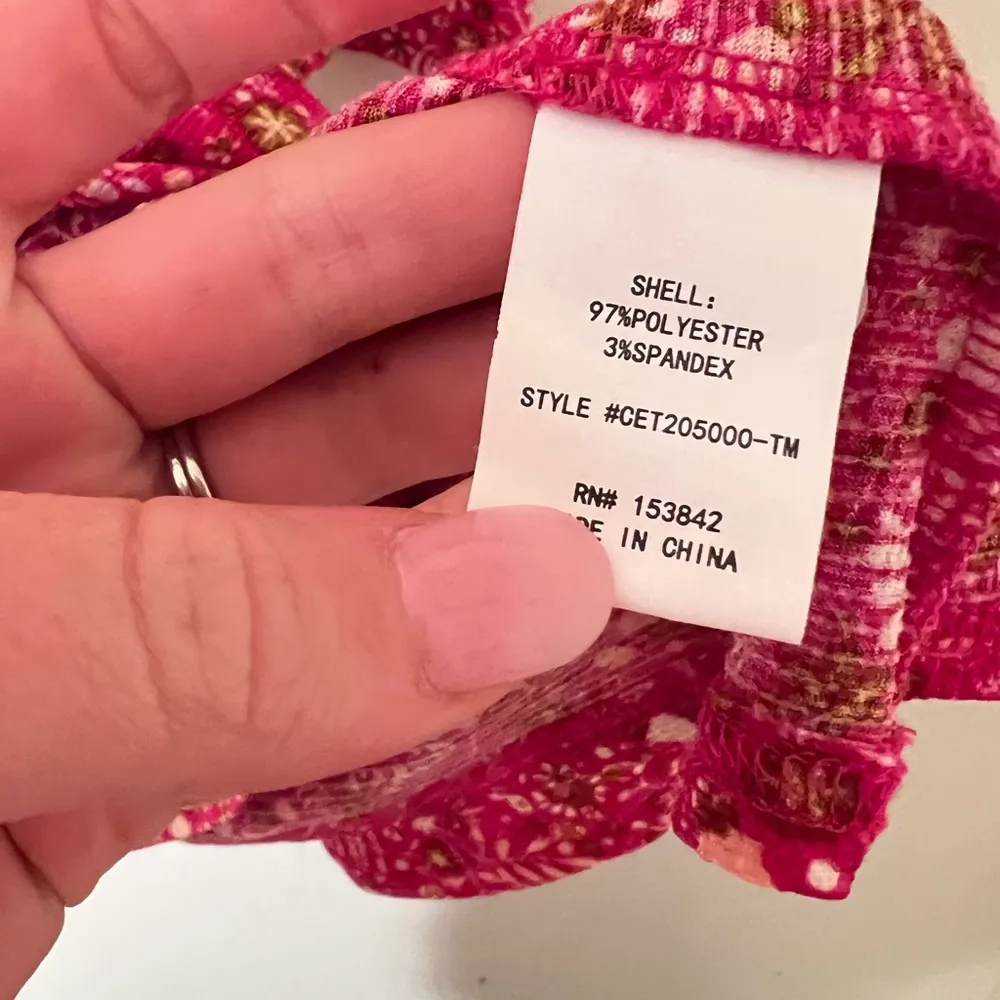 SHELL:
97%POLYESTER
3%SPANDEX
STYLE #CET205000-TM
RN# 153842
IN CHINA